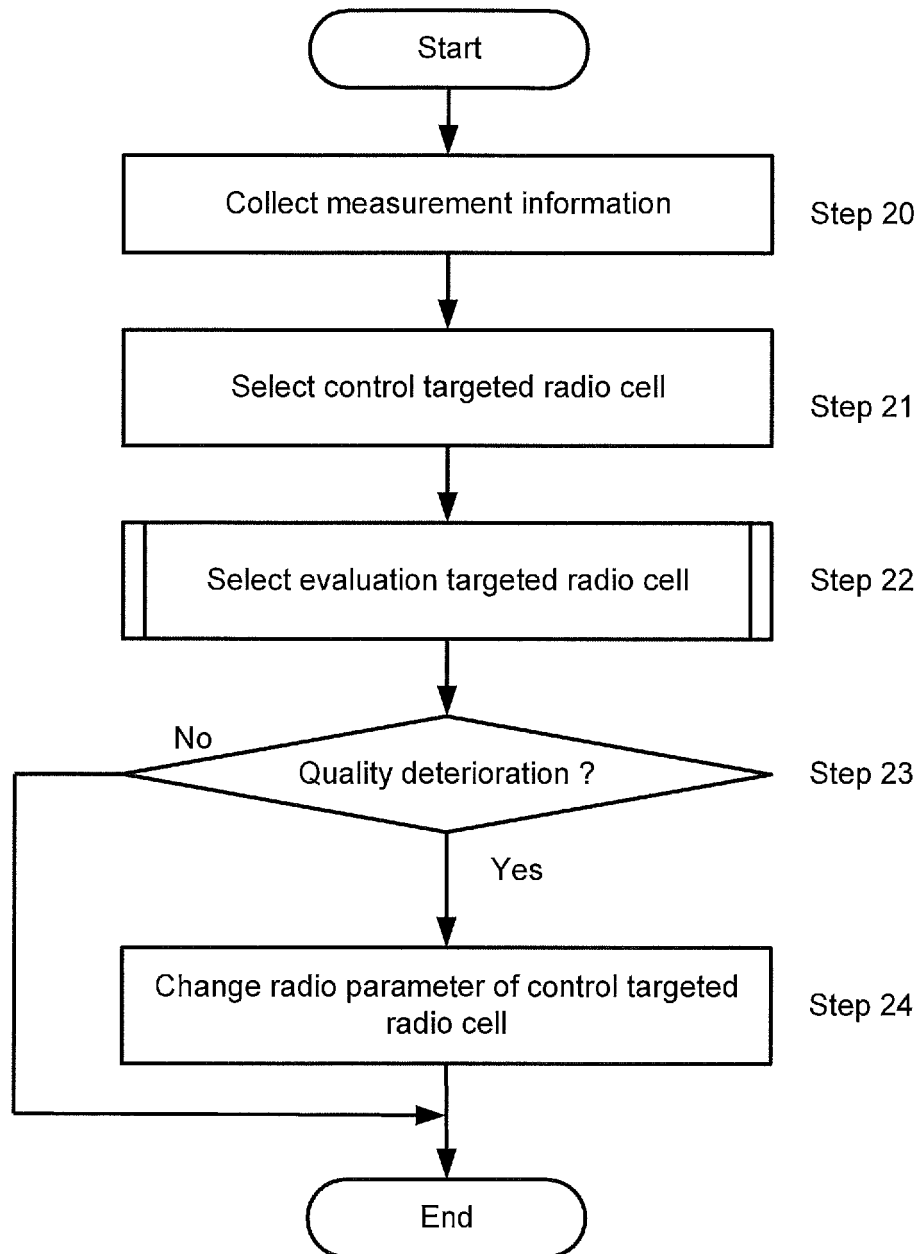 Start
Collect measurement information
Step 20
Select control targeted radio cell
Step 21
Select evaluation targeted radio cell
Step 22
No
Quality deterioration ?
Step 23
Yes
Change radio parameter of control targeted
radio cell
Step 24
End